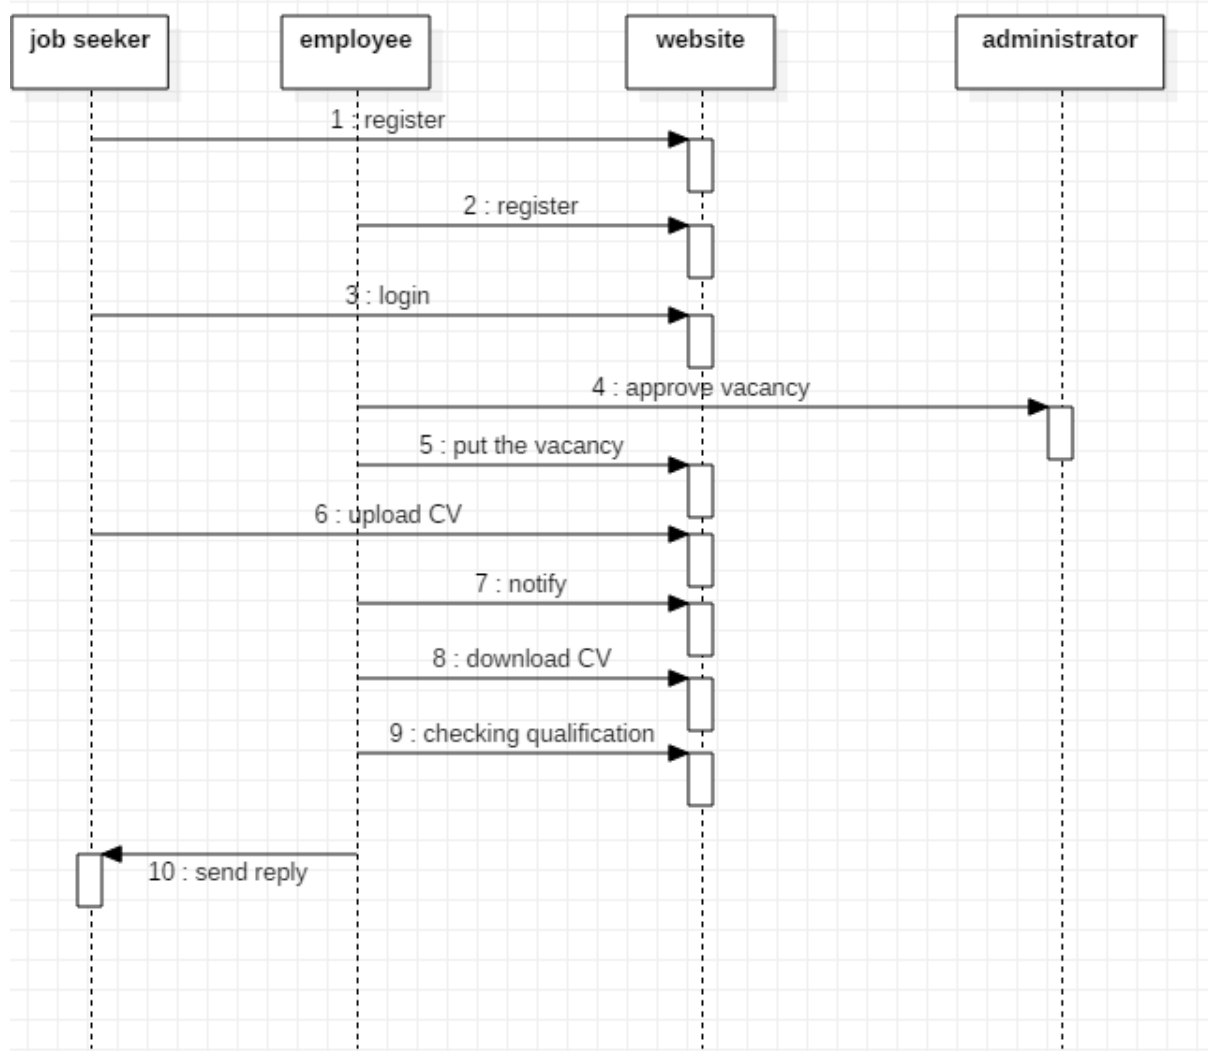 job seeker
employee
website
administrator
1 : register
2 : register
3 : login
4 : approve vacancy
5 : put the vacancy
6 : upload CV
7 : notify
8 : download CV
9 : checking qualification
10 : send reply